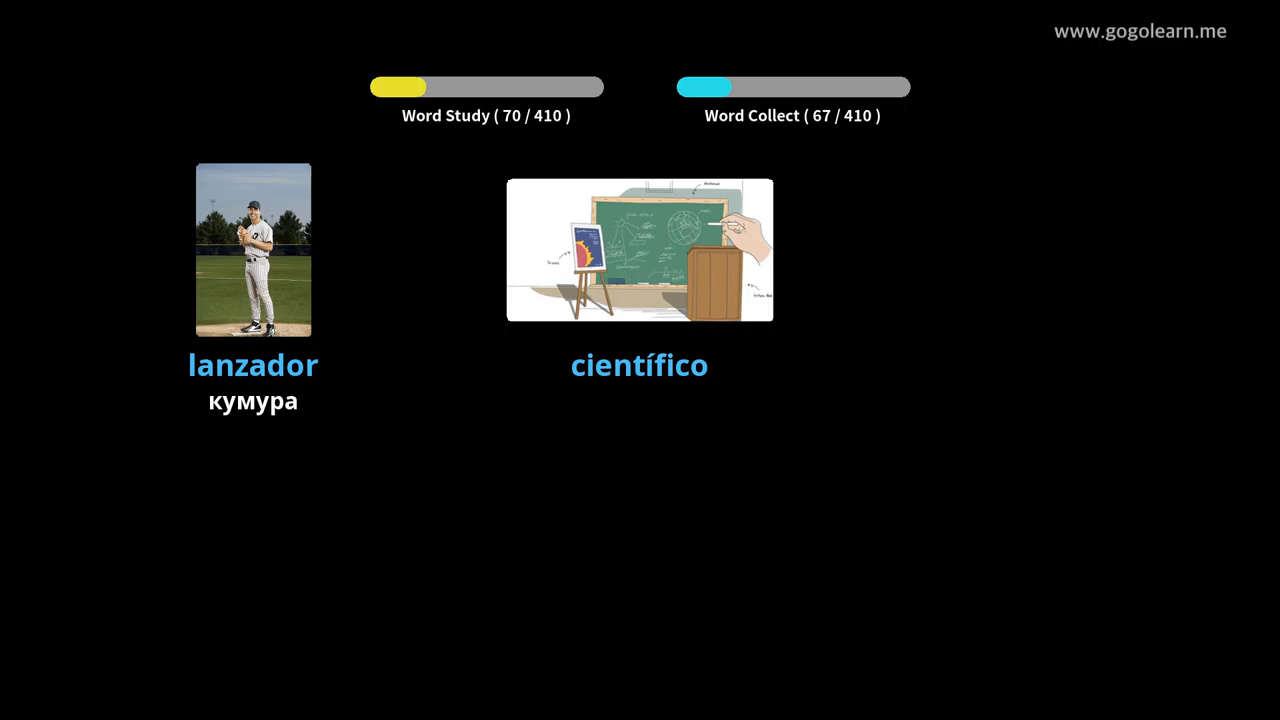 www.gogolearn.me
Word Study ( 70 / 410 )
Word Collect ( 67 / 410 )
lanzador
científico
кумура